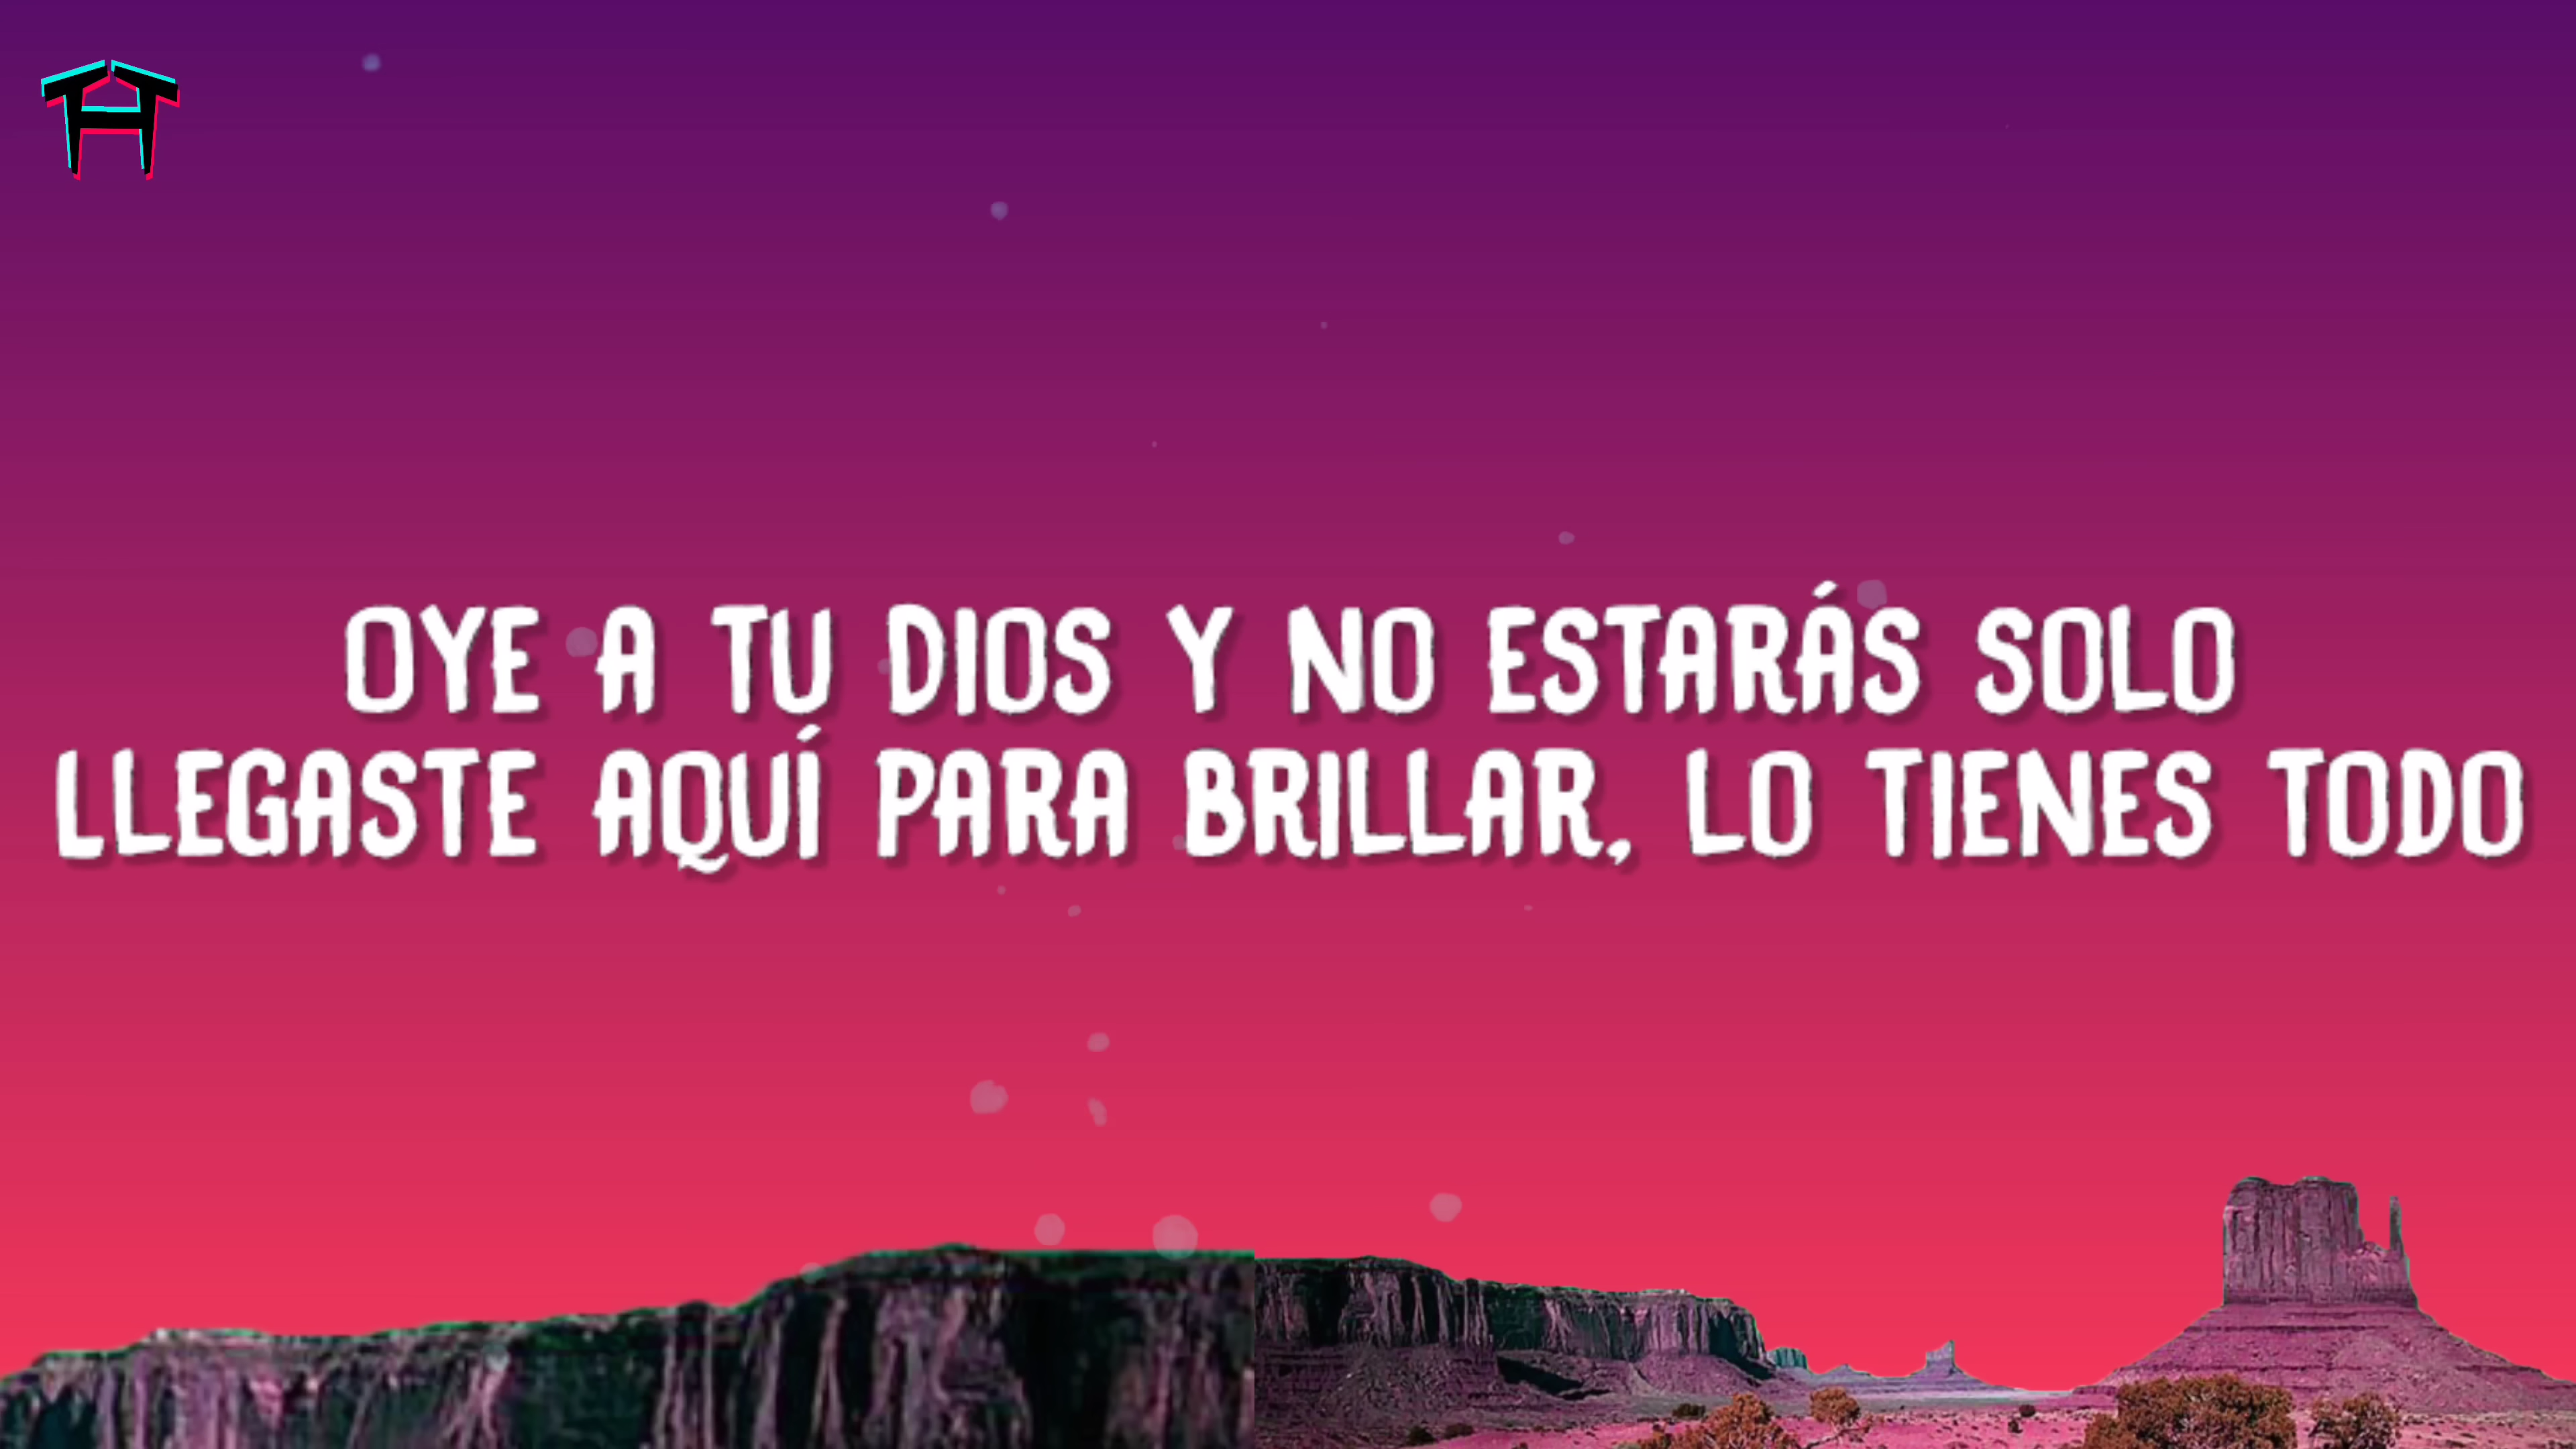 OYE A TU DIOS Y NO ESTARÁS SOLO
LLEGASTE AQUÍ PARA BRILLAR, LO TIENES TODO